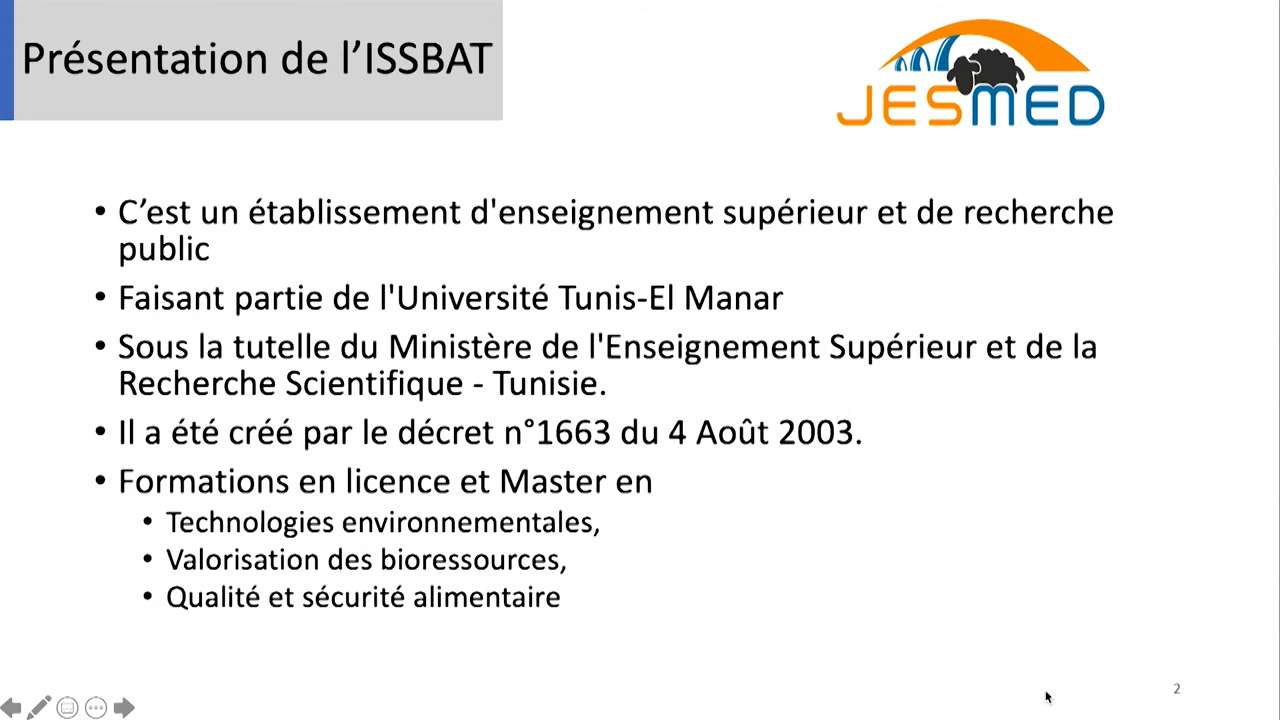 Présentation de l’ISSBAT
JESMED
• C’est un établissement d'enseignement supérieur et de recherche
public
• Faisant partie de l'Université Tunis-El Manar
• Sous la tutelle du Ministère de l'Enseignement Supérieur et de la
Recherche Scientifique - Tunisie.
• Il a été créé par le décret n°1663 du 4 Août 2003.
• Formations en licence et Master en
• Technologies environnementales,
• Valorisation des bioressources,
• Qualité et sécurité alimentaire
2